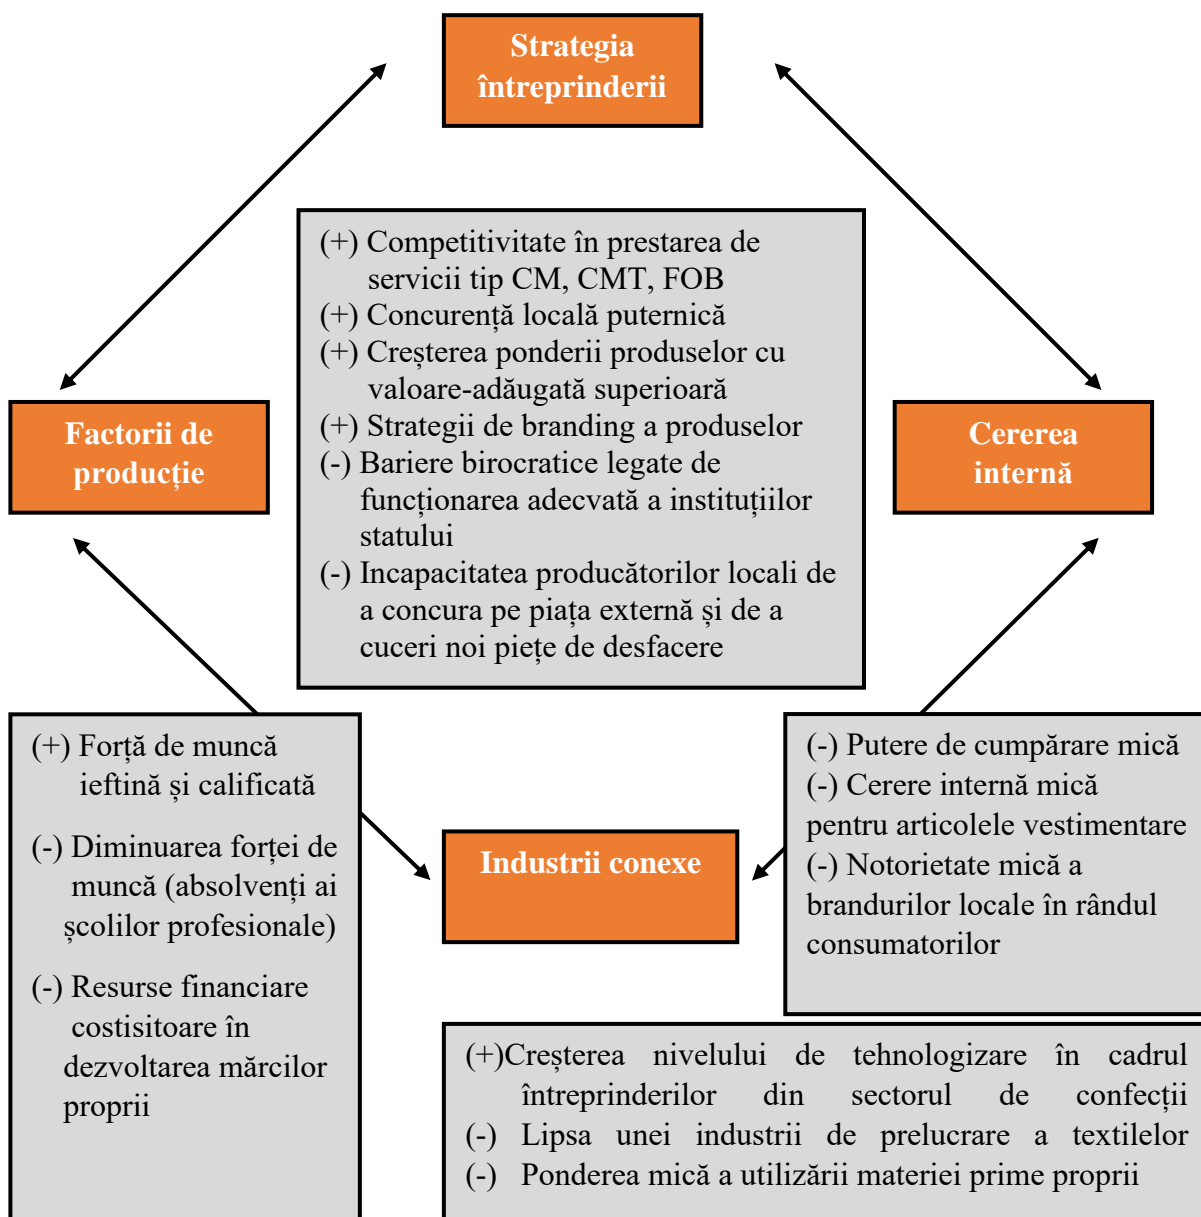 Strategia
întreprinderii
(+) Competitivitate în prestarea de
servicii tip CM, CMT, FOB
(+) Concurență locală puternică
(+) Creșterea ponderii produselor cu
valoare-adăugată superioară
(+) Strategii de branding a produselor
(-) Bariere birocratice legate de
funcționarea adecvată a instituțiilor
statului
(-) Incapacitatea producătorilor locali de
a concura pe piața externă și de a
cuceri noi piețe de desfacere
Factorii de
producție
Cererea
internă
(+) Forță de muncă
ieftină și calificată
(-) Diminuarea forței de
muncă (absolvenți ai
școlilor profesionale)
(-) Resurse financiare
costisitoare în
dezvoltarea mărcilor
proprii
Industrii conexe
(-) Putere de cumpărare mică
(-) Cerere internă mică
pentru articolele vestimentare
(-) Notorietate mică a
brandurilor locale în rândul
consumatorilor
(+)Creșterea nivelului de tehnologizare în cadrul
întreprinderilor din sectorul de confecții
(-) Lipsa unei industrii de prelucrare a textilelor
(-) Ponderea mică a utilizării materiei prime proprii